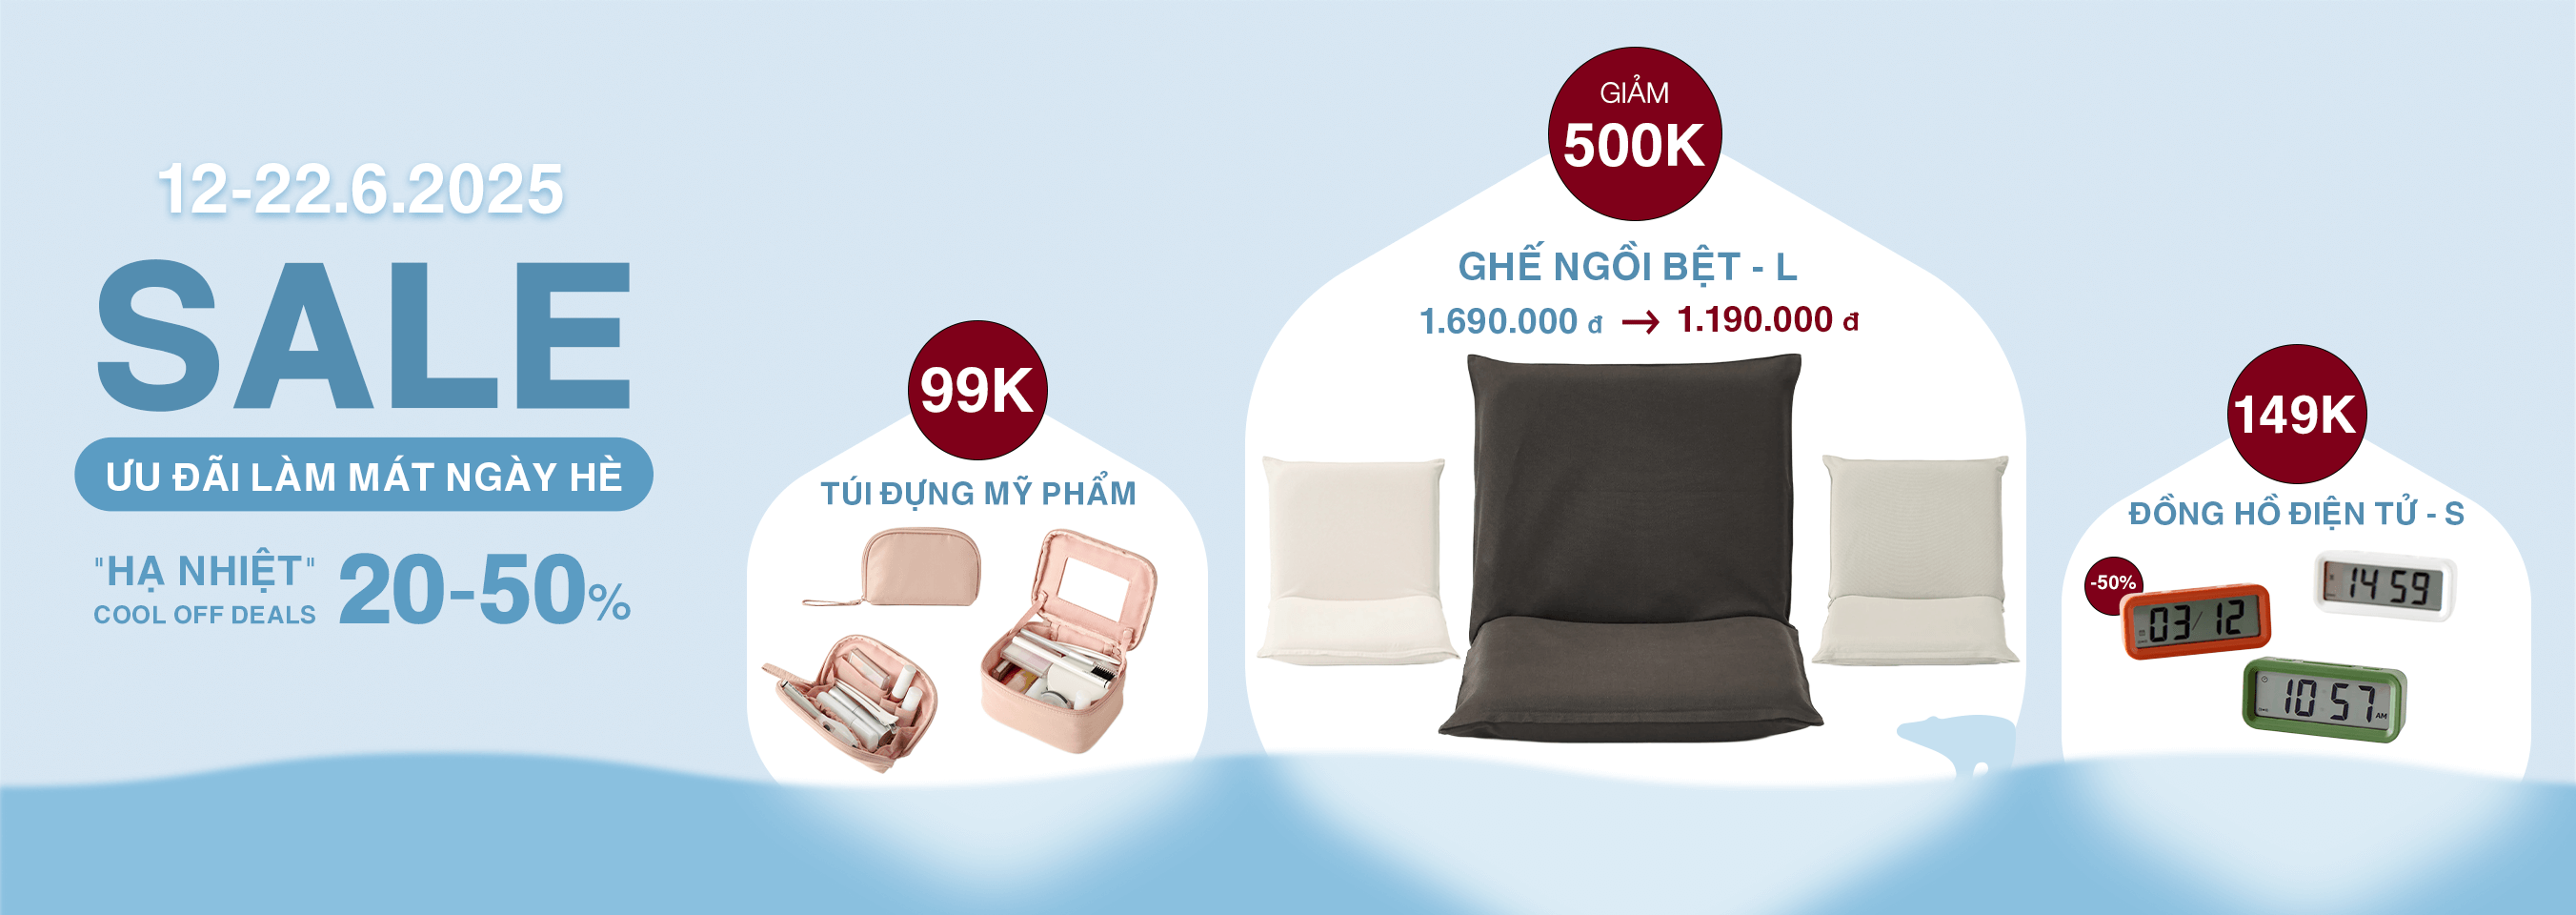 12-22.6.2025
SALE
ƯU ĐÃI LÀM MÁT NGÀY HÈ
"HẠ NHIỆT"
COOL OFF DEALS
20-50%
99K
TÚI ĐỰNG MỸ PHẨM
GIẢM
500K
GHẾ NGỒI BỆT - L
1.690.000 đ → 1.190.000 đ
149K
ĐỒNG HỒ ĐIỆN TỬ - S
-50%
14 59
03/12
10 57 AM